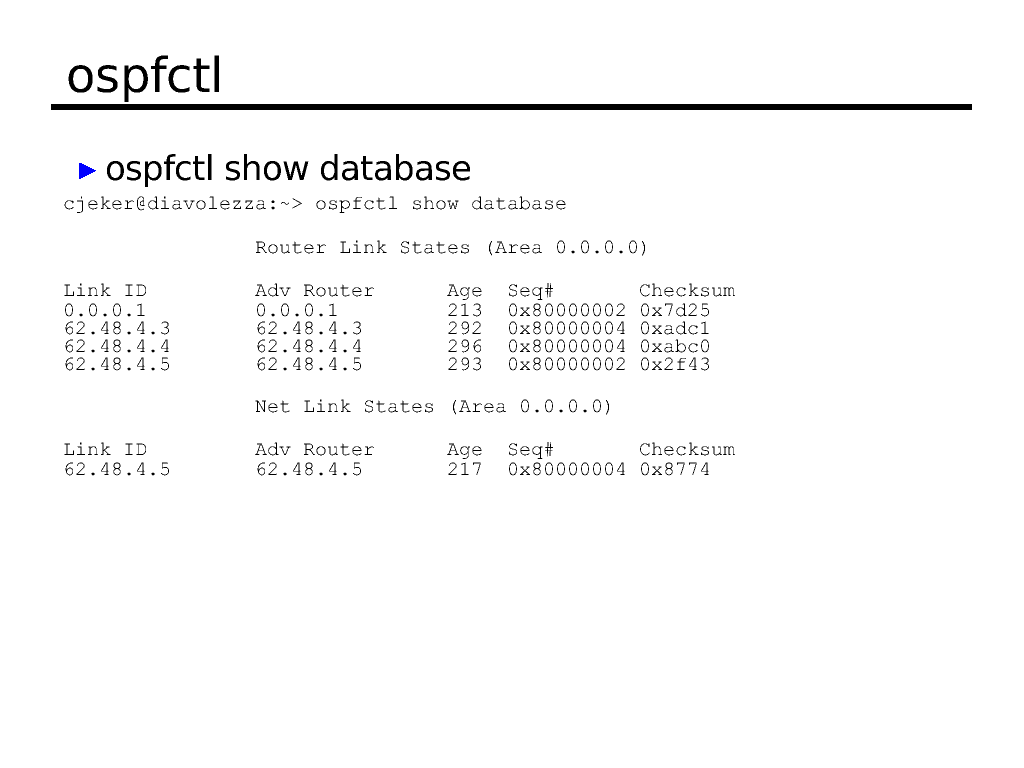 ospfctl
ospfctl show database
cjeker@diavolezza:~> ospfctl show database
Router Link States (Area 0.0.0.0)
Link ID         Adv Router      Age  Seq#       Checksum
0.0.0.1         0.0.0.1         213  0x80000002 0x7d25
62.48.4.3       62.48.4.3       292  0x80000004 0xadc1
62.48.4.4       62.48.4.4       296  0x80000004 0xabc0
62.48.4.5       62.48.4.5       293  0x80000002 0x2f43
Net Link States (Area 0.0.0.0)
Link ID         Adv Router      Age  Seq#       Checksum
62.48.4.5       62.48.4.5       217  0x80000004 0x8774